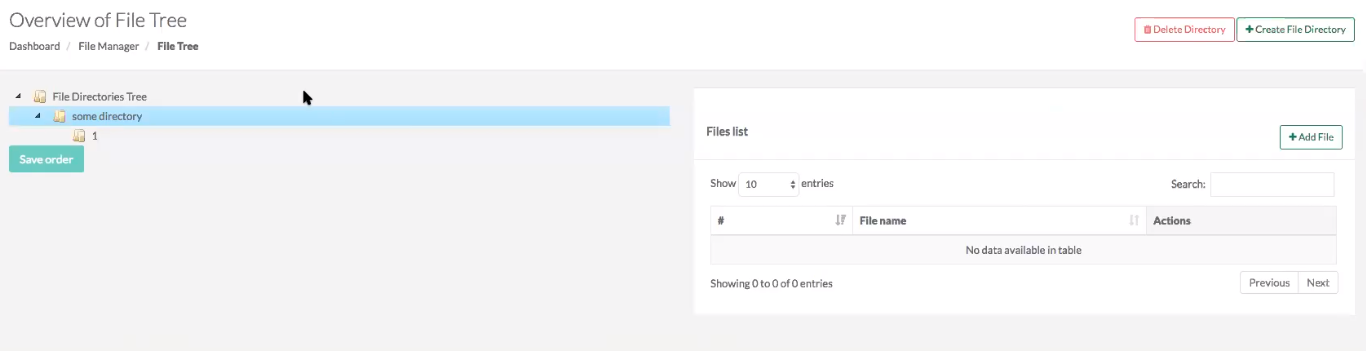 Overview of File Tree
Dashboard / File Manager / File Tree
Delete Directory
Create File Directory
File Directories Tree
some directory
1
Save order
Files list
Add File
Show 10 entries
Search:
# File name Actions
No data available in table
Showing 0 to 0 of 0 entries
Previous Next